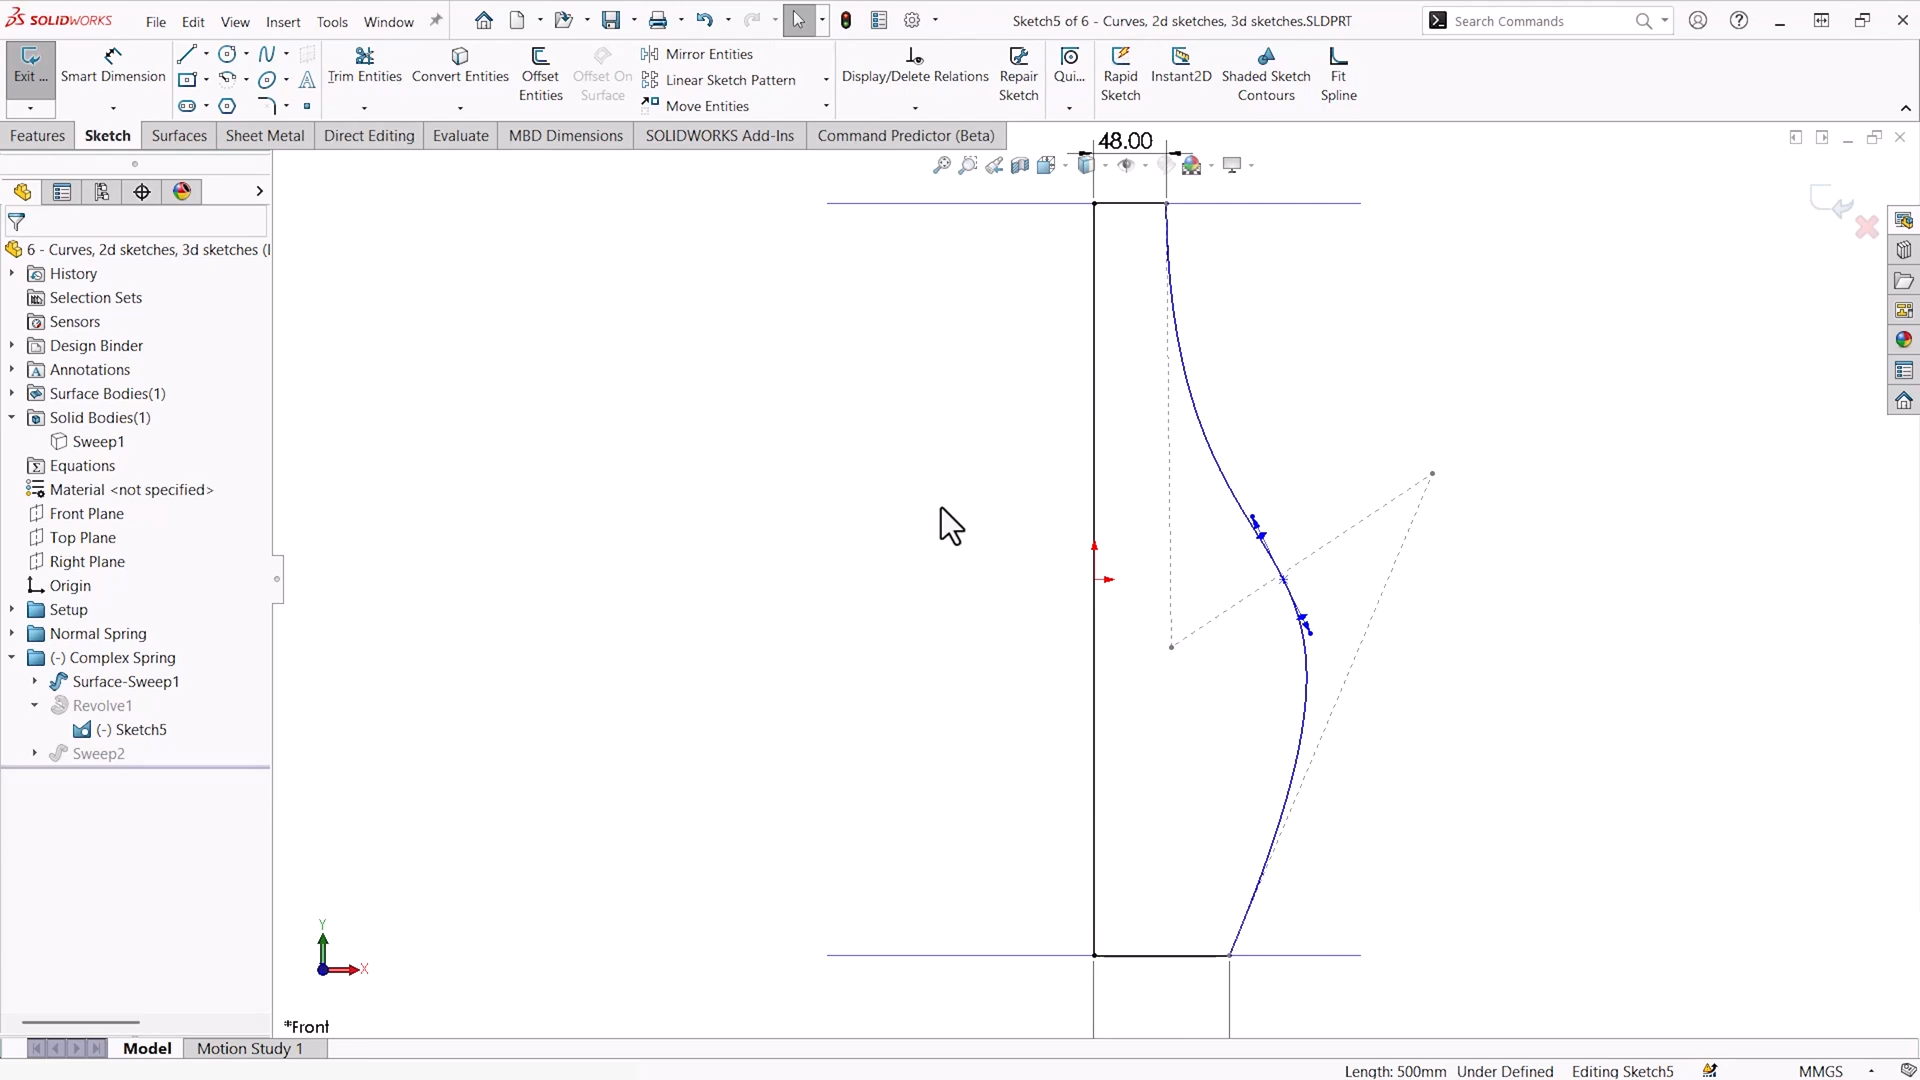 SOLIDWORKS File Edit View Insert Tools Window Sketch5 of 6 - Curves, 2d sketches, 3d sketches.SLDPRT Search Commands
Exit ... Smart Dimension Trim Entities Convert Entities Offset Entities Offset On Surface Mirror Entities Linear Sketch Pattern Move Entities Display/Delete Relations Repair Sketch Qui... Rapid Sketch Instant2D Shaded Sketch Contours Fit Spline
Features Sketch Surfaces Sheet Metal Direct Editing Evaluate MBD Dimensions SOLIDWORKS Add-Ins Command Predictor (Beta)
48.00
6 - Curves, 2d sketches, 3d sketches (
History
Selection Sets
Sensors
Design Binder
Annotations
Surface Bodies(1)
Solid Bodies(1)
Sweep1
Equations
Material <not specified>
Front Plane
Top Plane
Right Plane
Origin
Setup
Normal Spring
(-) Complex Spring
Surface-Sweep1
Revolve1
(-) Sketch5
Sweep2
Y
X
*Front
Model Motion Study 1
Length: 500mm Under Defined Editing Sketch5 MMGS